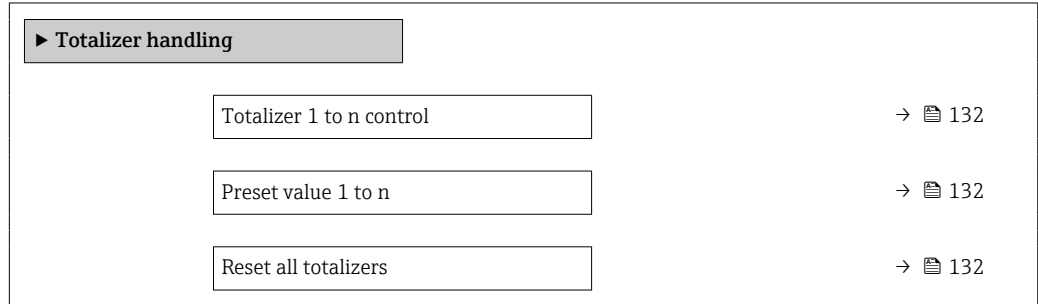 ► Totalizer handling
Totalizer 1 to n control → 132
Preset value 1 to n → 132
Reset all totalizers → 132